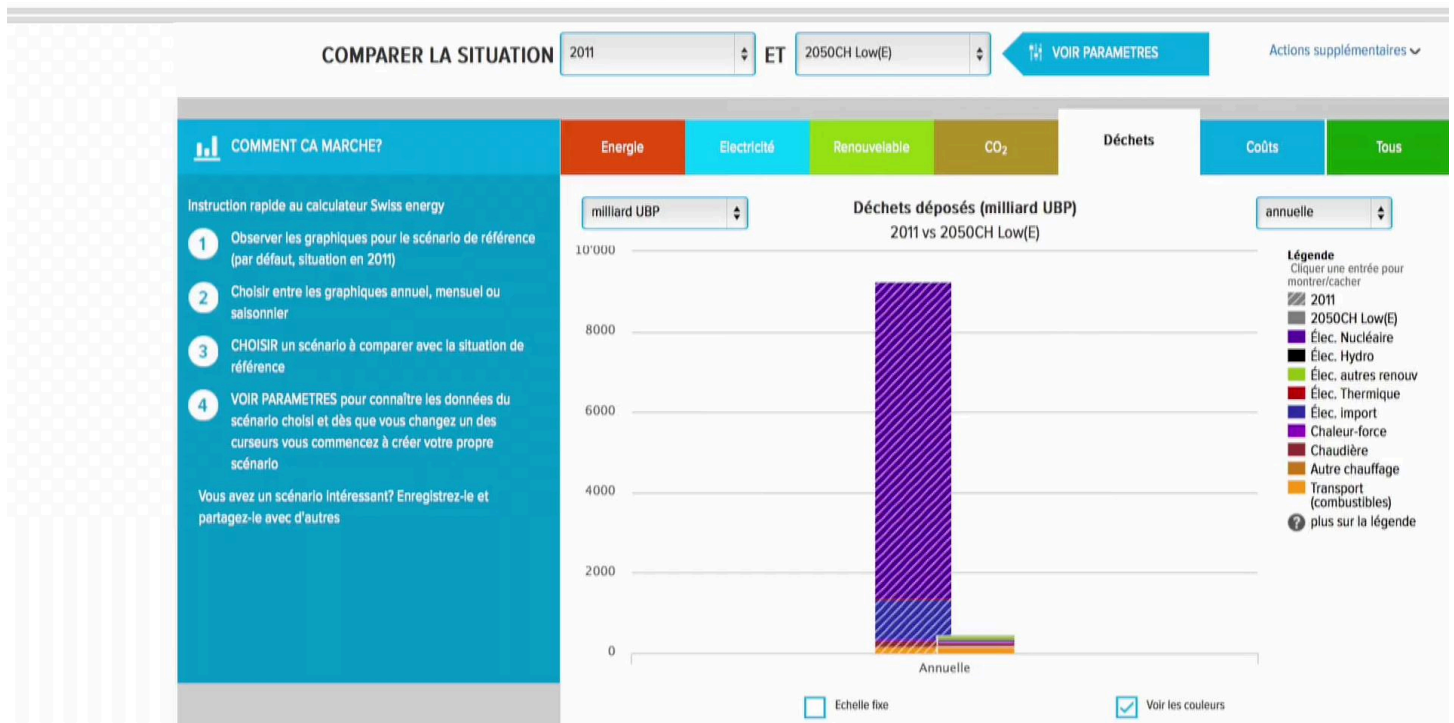 COMPARER LA SITUATION 2011 ET 2050CH Low(E) VOIR PARAMETRES Actions supplémentaires
COMMENT CA MARCHE?
Energie Electricité Renouvelable CO₂ Déchets Coûts Tous
Instruction rapide au calculateur Swiss energy
1 Observer les graphiques pour le scénario de référence
(par défaut, situation en 2011)
2 Choisir entre les graphiques annuel, mensuel ou
saisonnier
3 CHOISIR un scénario à comparer avec la situation de
référence
4 VOIR PARAMETRES pour connaître les données du
scénario choisi et dès que vous changez un des
curseurs vous commencez à créer votre propre
scénario
Vous avez un scénario intéressant? Enregistrez-le et
partagez-le avec d'autres
milliard UBP
Déchets déposés (milliard UBP)
2011 vs 2050CH Low(E)
annuelle
10'000
8000
6000
4000
2000
0
Annuelle
Légende
Cliquer une entrée pour
montrer/cacher
2011
2050CH Low(E)
Élec. Nucléaire
Élec. Hydro
Élec. autres renouv
Élec. Thermique
Élec. import
Chaleur-force
Chaudière
Autre chauffage
Transport
(combustibles)
? plus sur la légende
Echelle fixe
Voir les couleurs